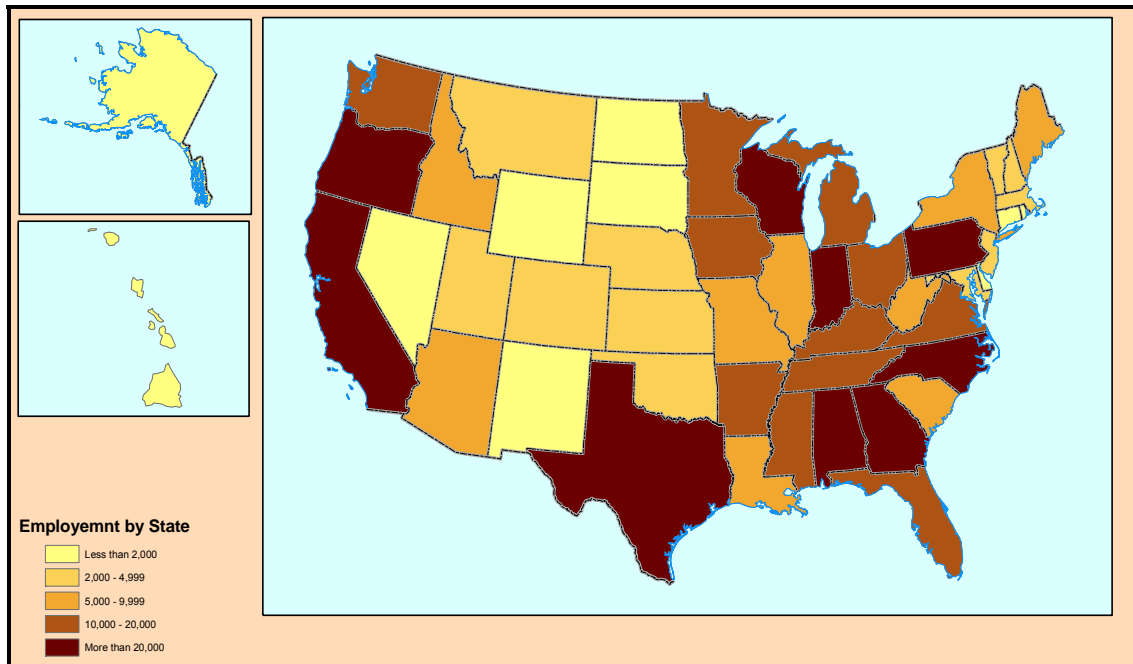 Employemnt by State
Less than 2,000
2,000 - 4,999
5,000 - 9,999
10,000 - 20,000
More than 20,000